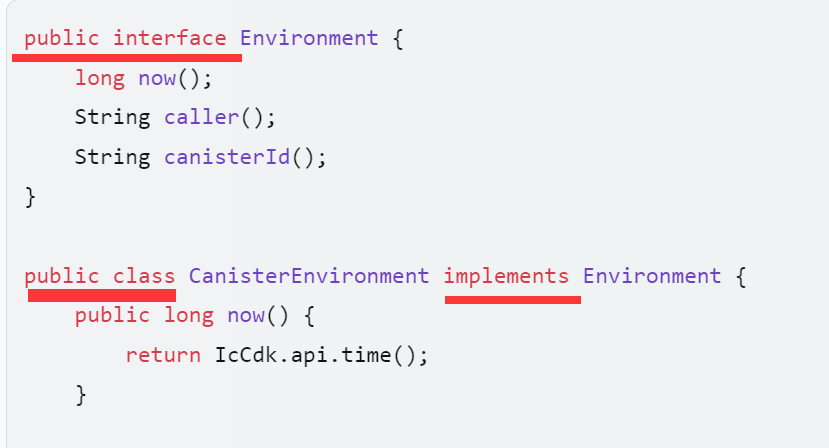 public interface Environment {
    long now();
    String caller();
    String canisterId();
}
public class CanisterEnvironment implements Environment {
    public long now() {
        return IcCdk.api.time();
    }